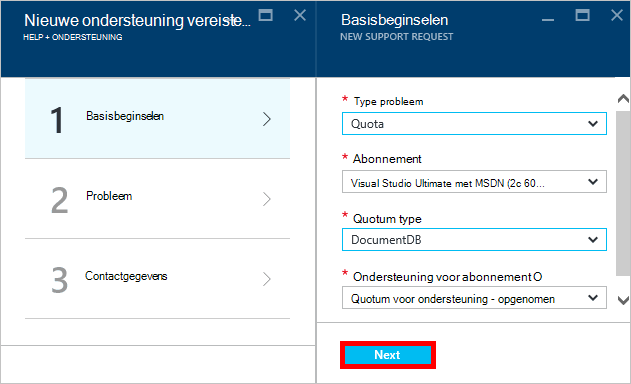 Nieuwe ondersteuning vereiste...
HELP + ONDERSTEUNING
1 Basisbeginselen
2 Probleem
3 Contactgegevens
Basisbeginselen
NEW SUPPORT REQUEST
* Type probleem
Quota
* Abonnement
Visual Studio Ultimate met MSDN (2c 60...
* Quotum type
DocumentDB
* Ondersteuning voor abonnement O
Quotum voor ondersteuning - opgenomen
Next